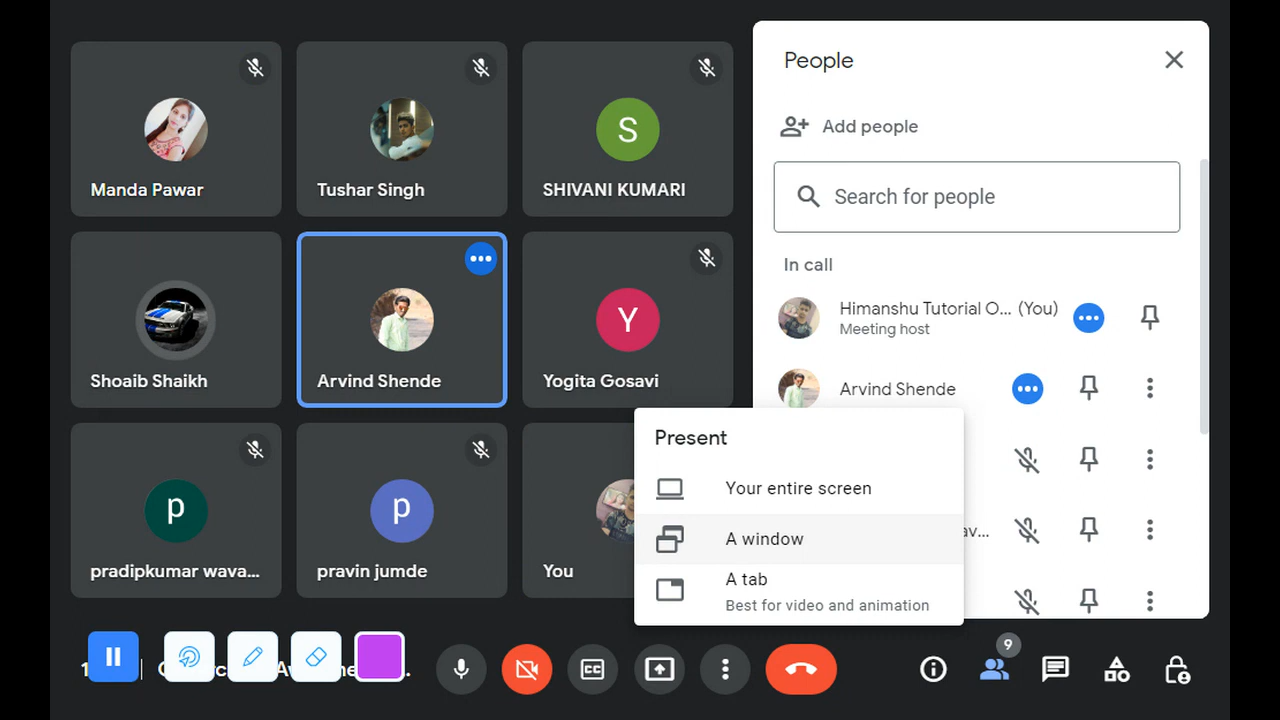 Manda Pawar
Tushar Singh
S
SHIVANI KUMARI
Shoaib Shaikh
Arvind Shende
Y
Yogita Gosavi
p
pradipkumar wava...
p
pravin jumde
You
People
Add people
Search for people
In call
Himanshu Tutorial O... (You)
Meeting host
Arvind Shende
av...
Present
Your entire screen
A window
A tab
Best for video and animation
CC
9